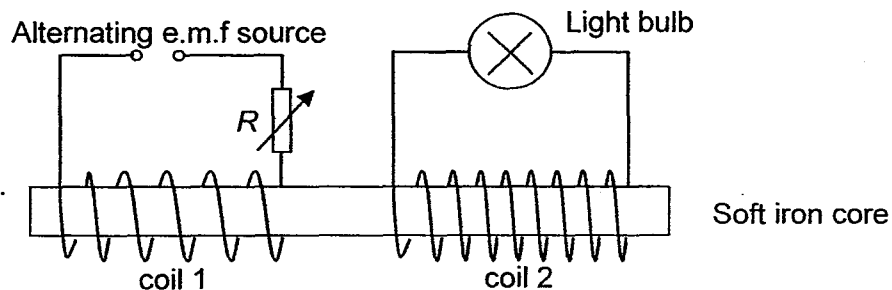 Alternating e.m.f source
Light bulb
R
Soft iron core
coil 1
coil 2